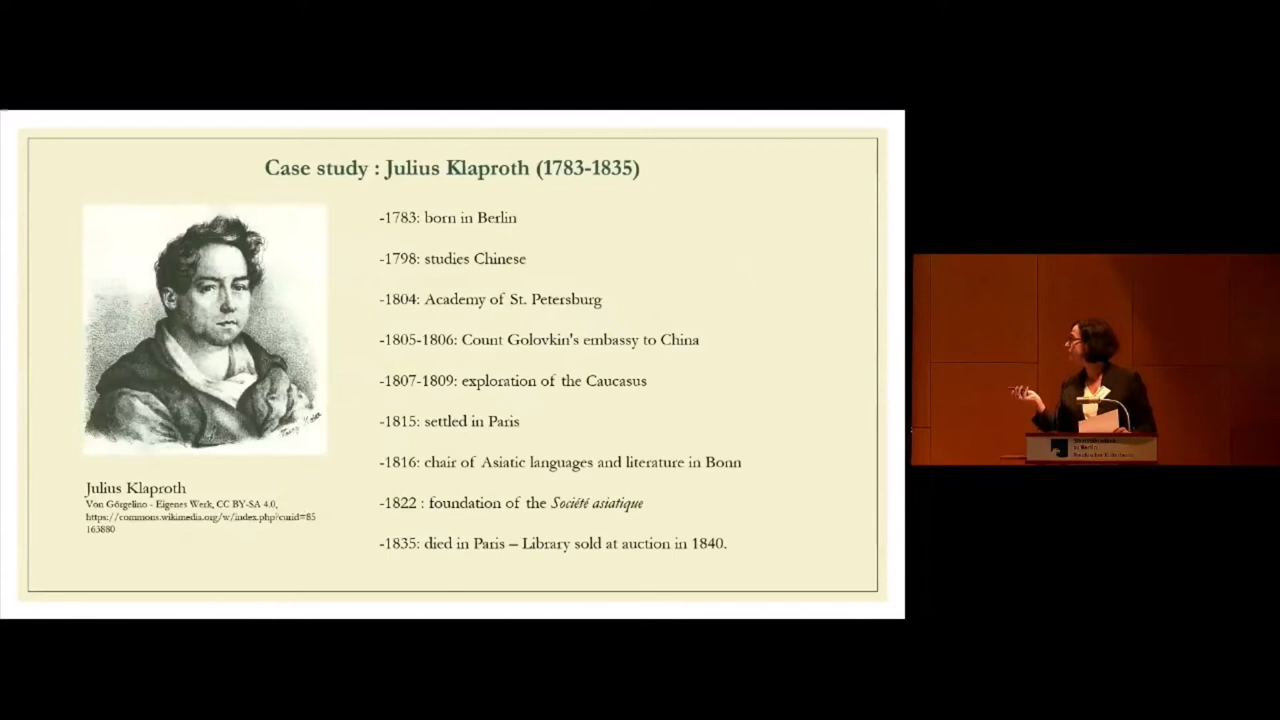 Case study : Julius Klaproth (1783-1835)
-1783: born in Berlin
-1798: studies Chinese
-1804: Academy of St. Petersburg
-1805-1806: Count Golovkin's embassy to China
-1807-1809: exploration of the Caucasus
-1815: settled in Paris
-1816: chair of Asiatic languages and literature in Bonn
-1822 : foundation of the Société asiatique
-1835: died in Paris – Library sold at auction in 1840.
Julius Klaproth
Von Görgelino - Eigenes Werk, CC BY-SA 4.0,
https://commons.wikimedia.org/w/index.php?curid=85
163880